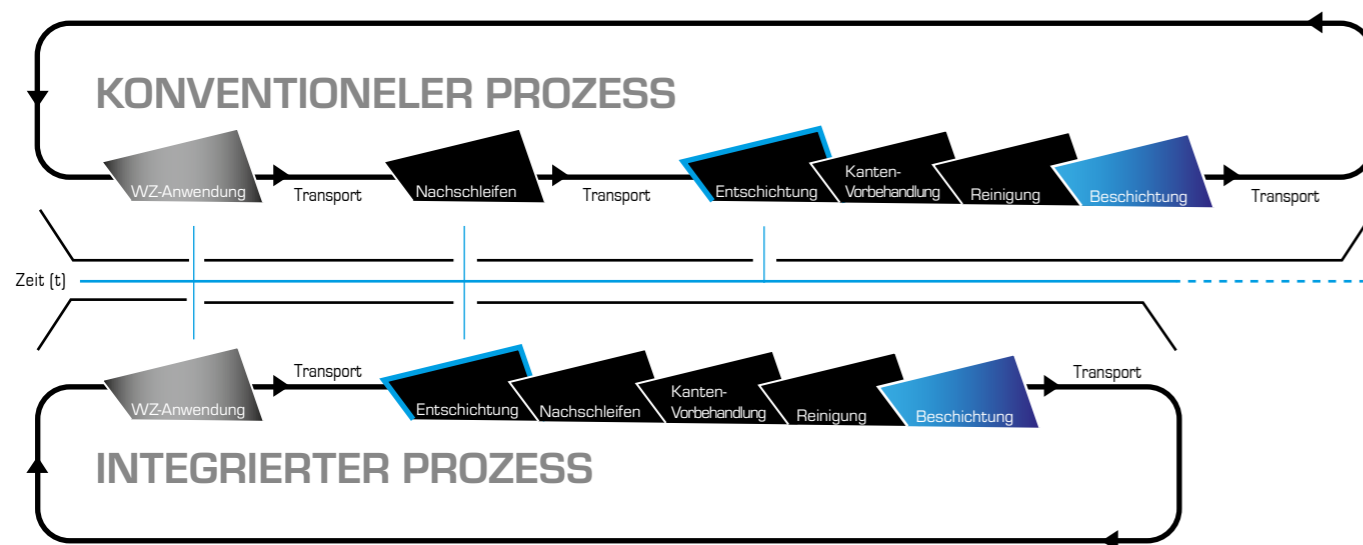 KONVENTIONELER PROZESS
WZ-Anwendung
Transport
Nachschleifen
Transport
Entschichtung
Kanten-
Vorbehandlung
Reinigung
Beschichtung
Transport
Zeit (t)
WZ-Anwendung
Transport
Entschichtung
Nachschleifen
Kanten-
Vorbehandlung
Reinigung
Beschichtung
Transport
INTEGRIERTER PROZESS